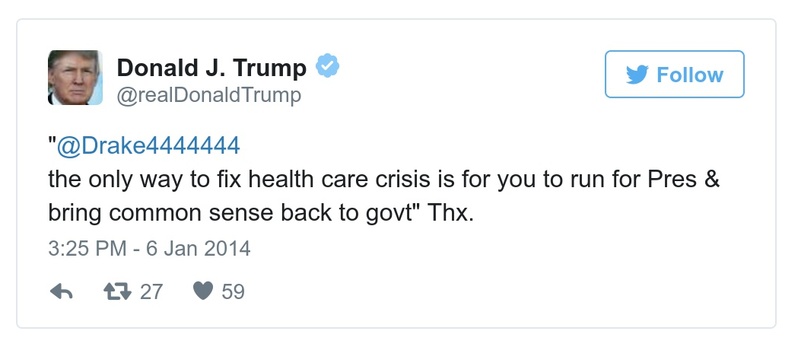 Donald J. Trump
@realDonaldTrump
Follow
"@Drake4444444
the only way to fix health care crisis is for you to run for Pres &
bring common sense back to govt" Thx.
3:25 PM - 6 Jan 2014
27 59